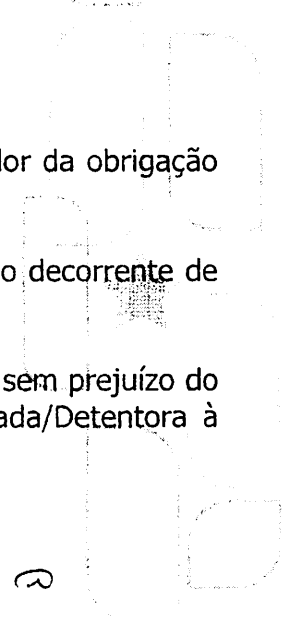 lor da obrigação
o decorrente de
sem prejuízo do
ada/Detentora à